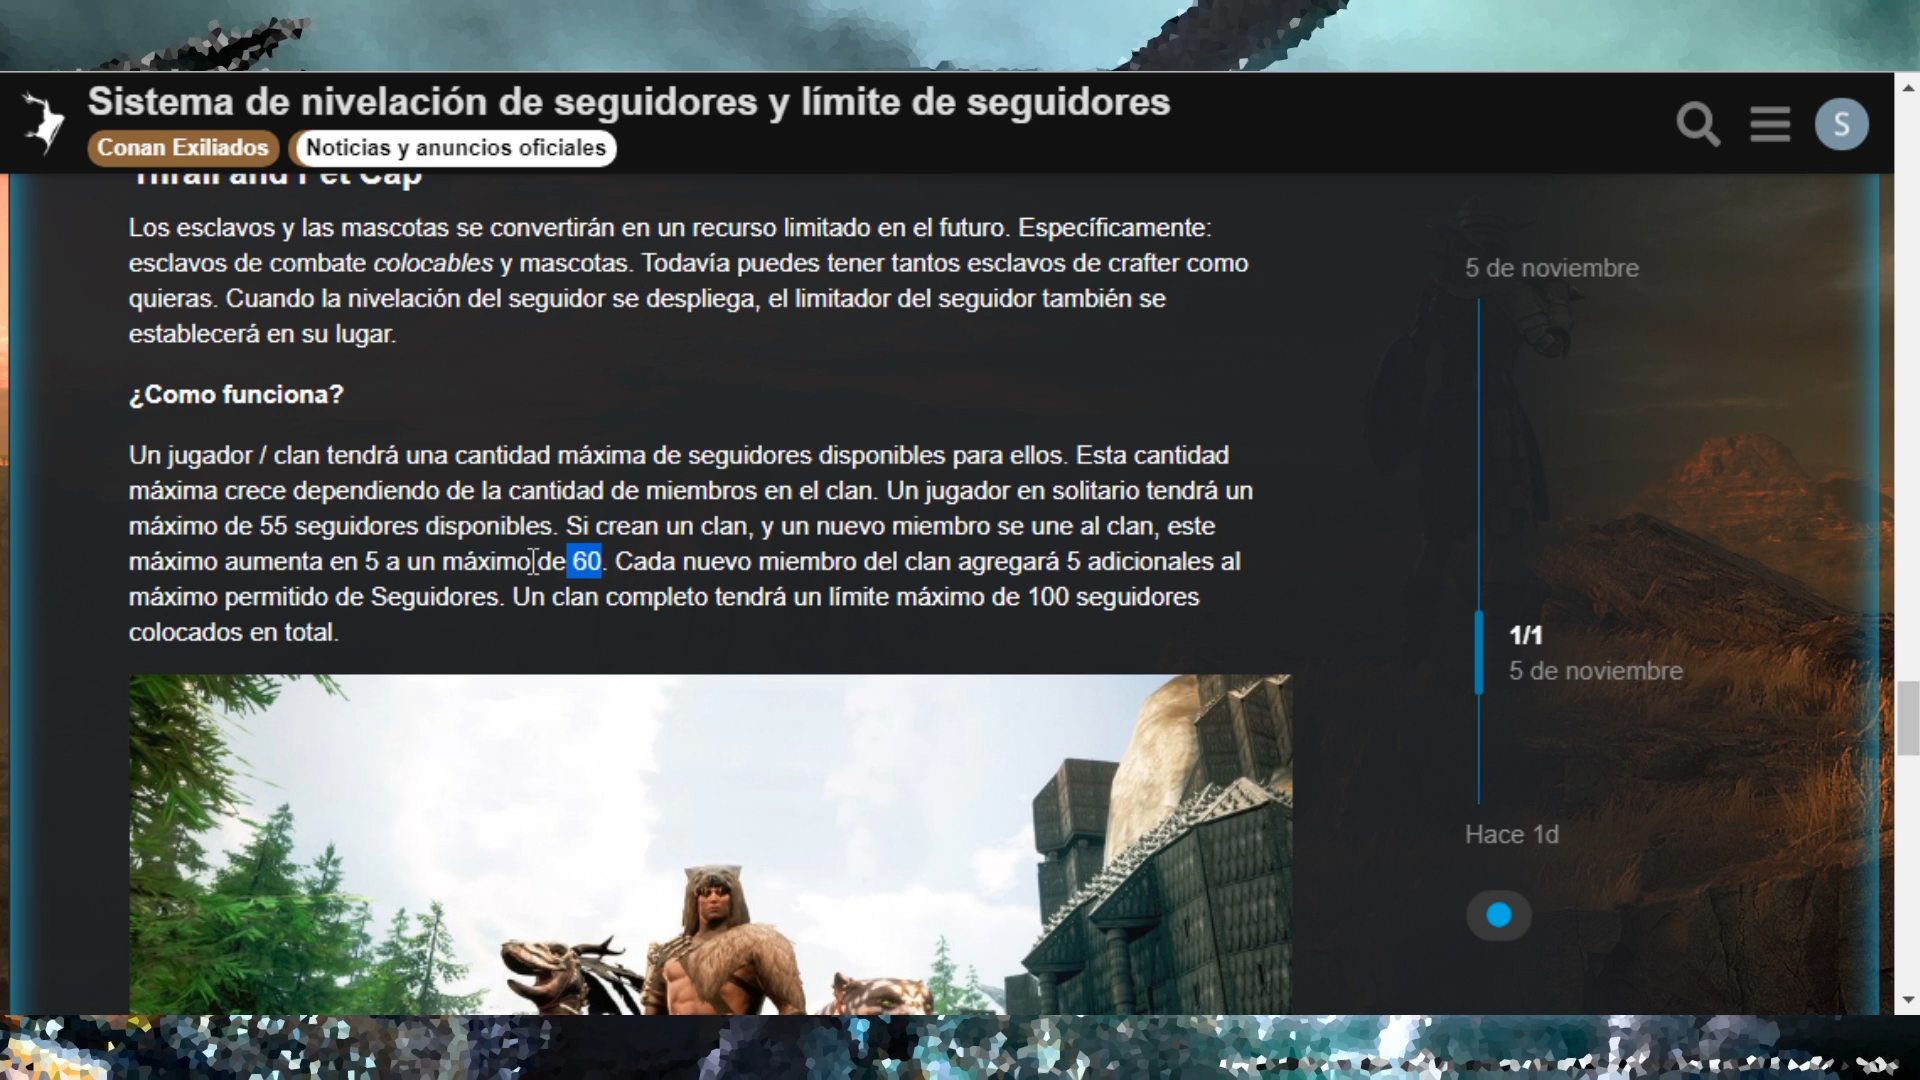 Sistema de nivelación de seguidores y límite de seguidores
Conan Exiliados Noticias y anuncios oficiales
S
Thrall and Pet Cap
Los esclavos y las mascotas se convertirán en un recurso limitado en el futuro. Específicamente:
esclavos de combate colocables y mascotas. Todavía puedes tener tantos esclavos de crafter como
quieras. Cuando la nivelación del seguidor se despliega, el limitador del seguidor también se
establecerá en su lugar.
¿Como funciona?
Un jugador / clan tendrá una cantidad máxima de seguidores disponibles para ellos. Esta cantidad
máxima crece dependiendo de la cantidad de miembros en el clan. Un jugador en solitario tendrá un
máximo de 55 seguidores disponibles. Si crean un clan, y un nuevo miembro se une al clan, este
máximo aumenta en 5 a un máximo de 60. Cada nuevo miembro del clan agregará 5 adicionales al
máximo permitido de Seguidores. Un clan completo tendrá un límite máximo de 100 seguidores
colocados en total.
5 de noviembre
1/1
5 de noviembre
Hace 1d